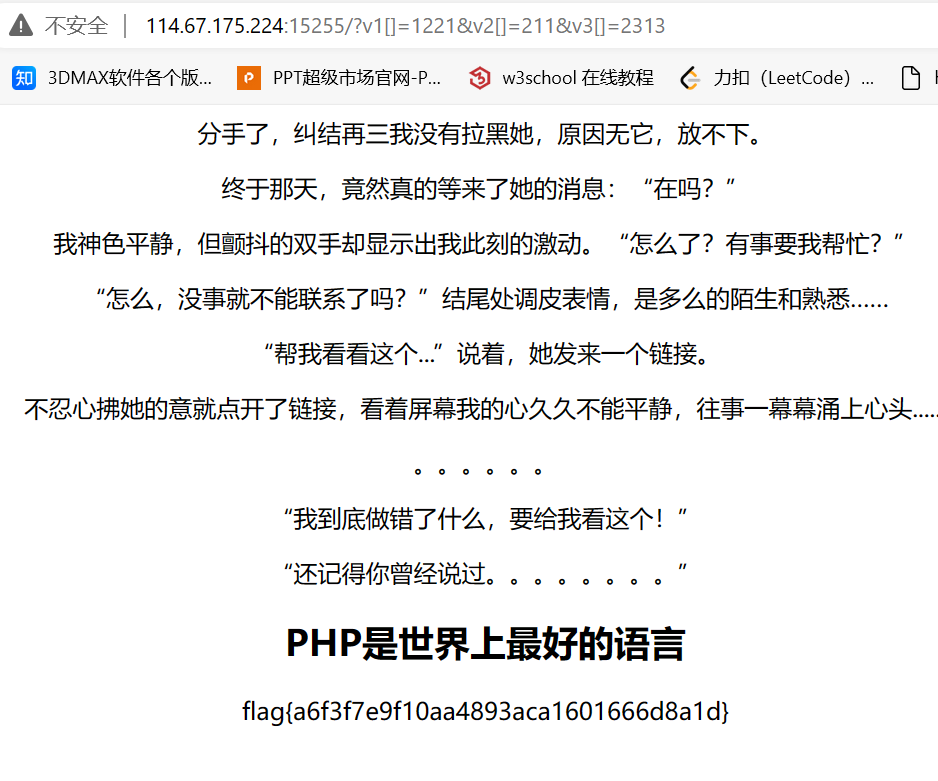 不安全 114.67.175.224:15255/?v1[]=1221&v2[]=211&v3[]=2313
知 3DMAX软件各个版... P PPT超级市场官网-P... w3school 在线教程 力扣（LeetCode）...
分手了，纠结再三我没有拉黑她，原因无它，放不下。
终于那天，竟然真的等来了她的消息：“在吗？”
我神色平静，但颤抖的双手却显示出我此刻的激动。“怎么了？有事要我帮忙？”
“怎么，没事就不能联系了吗？”结尾处调皮表情，是多么的陌生和熟悉……
“帮我看看这个...”说着，她发来一个链接。
不忍心拂她的意就点开了链接，看着屏幕我的心久久不能平静，往事一幕幕涌上心头.....
。。。。。。
“我到底做错了什么，要给我看这个！”
“还记得你曾经说过。。。。。。。。”
PHP是世界上最好的语言
flag{a6f3f7e9f10aa4893aca1601666d8a1d}